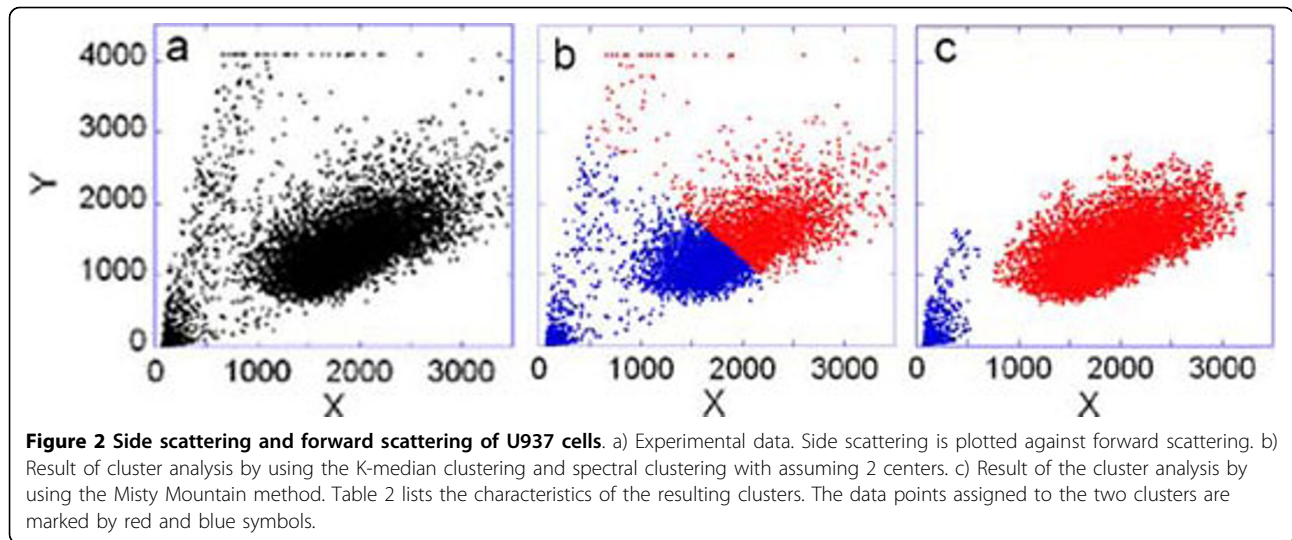 a b c
4000
3000
2000
1000
0
Y
0 1000 2000 3000 0 1000 2000 3000 0 1000 2000 3000
X X X
Figure 2 Side scattering and forward scattering of U937 cells. a) Experimental data. Side scattering is plotted against forward scattering. b)
Result of cluster analysis by using the K-median clustering and spectral clustering with assuming 2 centers. c) Result of the cluster analysis by
using the Misty Mountain method. Table 2 lists the characteristics of the resulting clusters. The data points assigned to the two clusters are
marked by red and blue symbols.